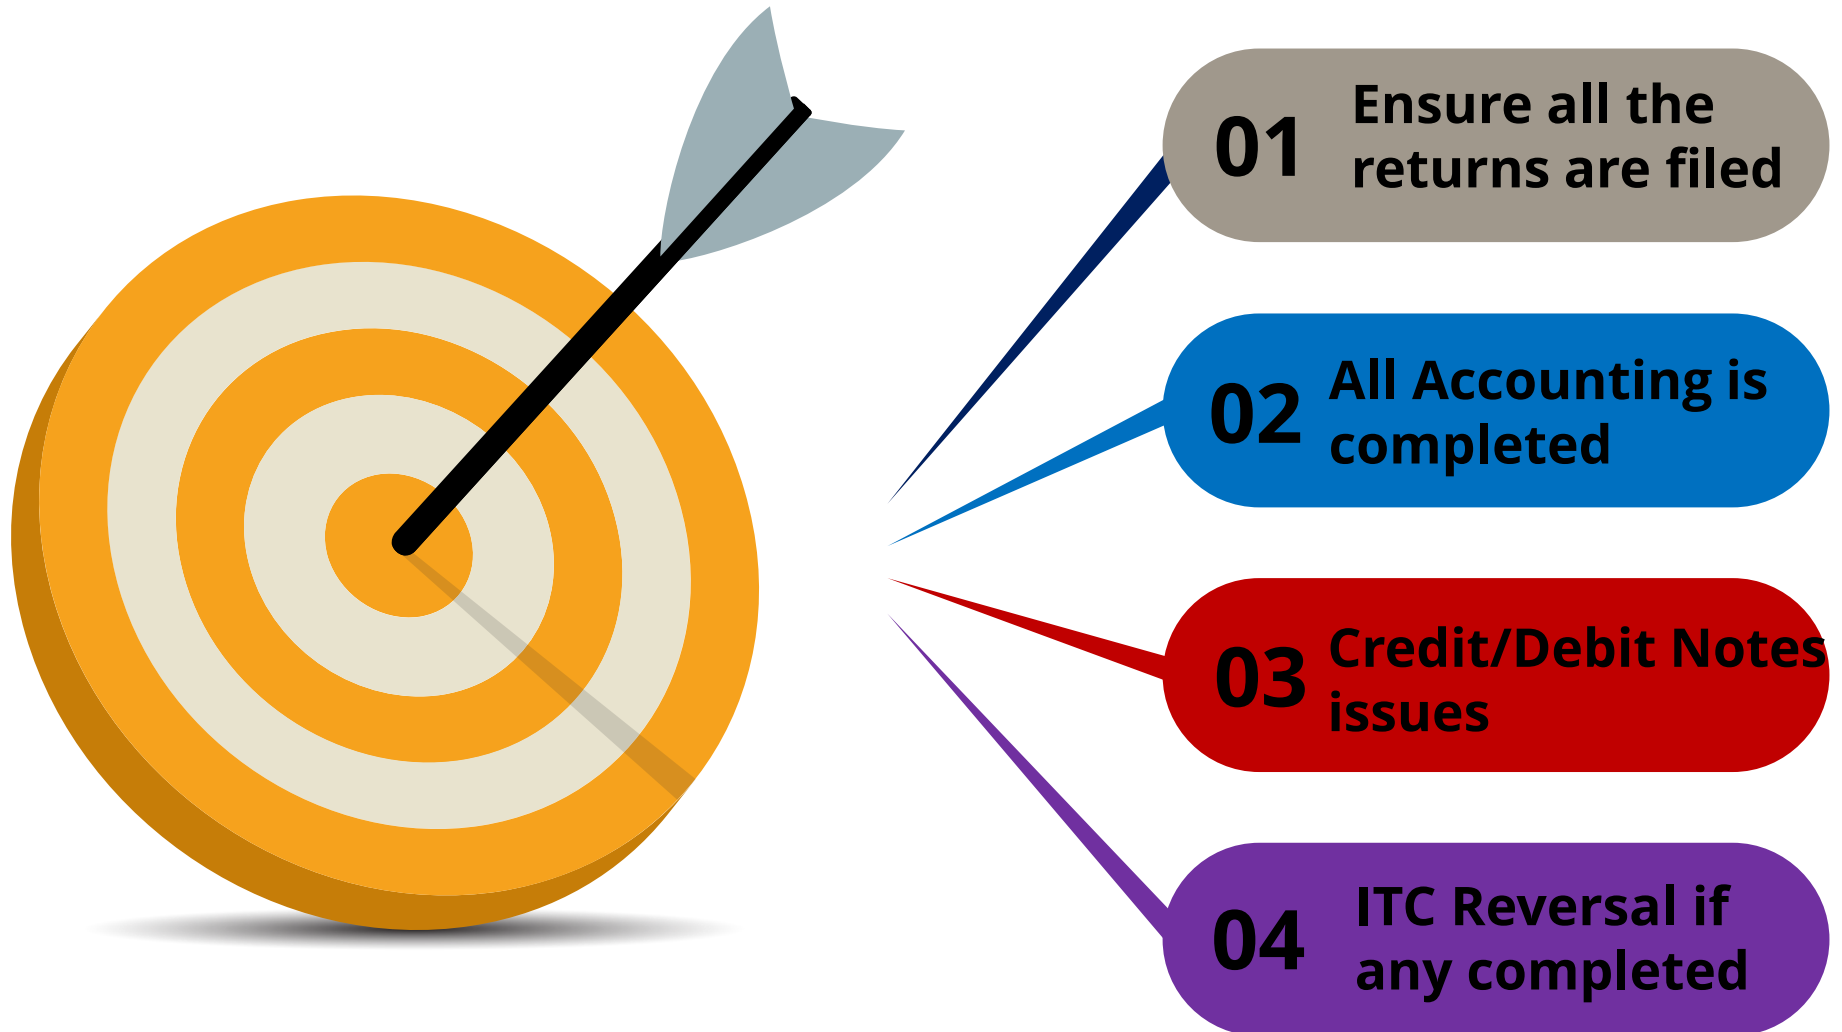 01
Ensure all the
returns are filed
02
All Accounting is
completed
03
Credit/Debit Notes
issues
04
ITC Reversal if
any completed